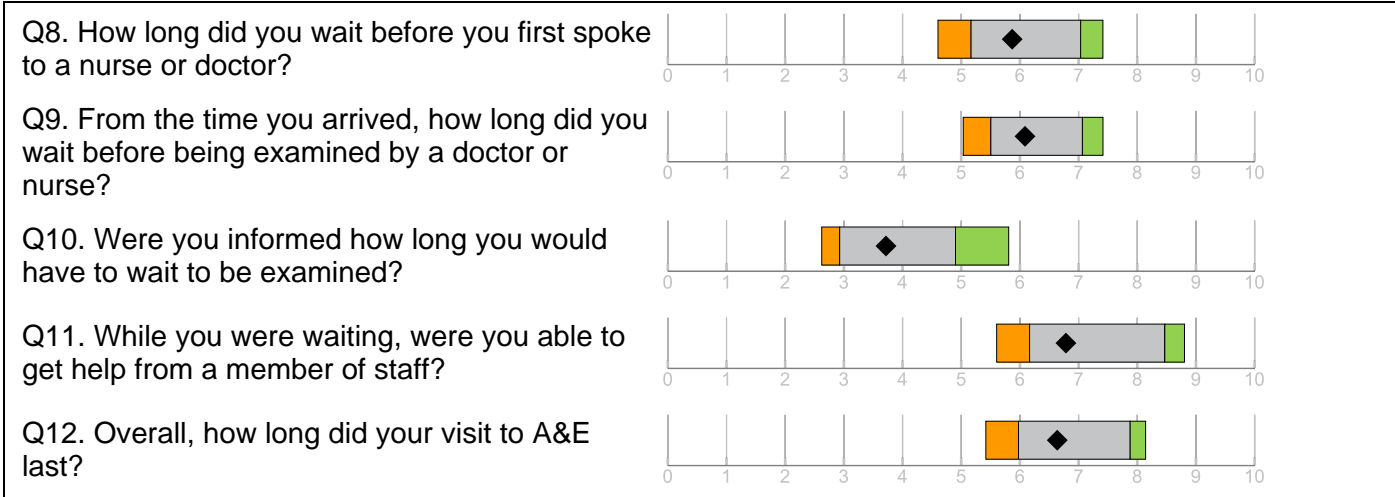 Q8. How long did you wait before you first spoke
to a nurse or doctor?
0 1 2 3 4 5 6 7 8 9 10
Q9. From the time you arrived, how long did you
wait before being examined by a doctor or
nurse?
0 1 2 3 4 5 6 7 8 9 10
Q10. Were you informed how long you would
have to wait to be examined?
0 1 2 3 4 5 6 7 8 9 10
Q11. While you were waiting, were you able to
get help from a member of staff?
0 1 2 3 4 5 6 7 8 9 10
Q12. Overall, how long did your visit to A&E
last?
0 1 2 3 4 5 6 7 8 9 10